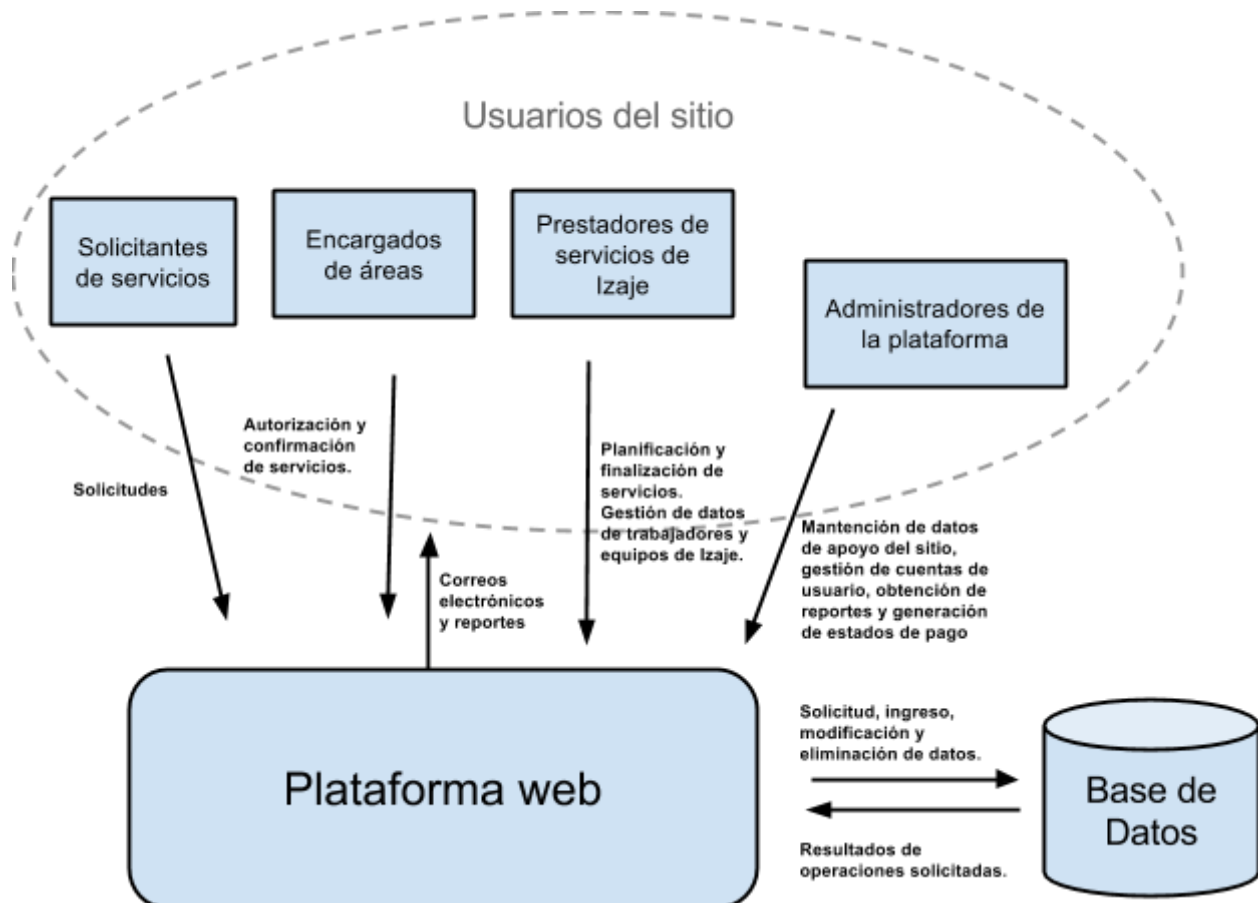 Usuarios del sitio
Solicitantes
de servicios
Encargados
de áreas
Prestadores de
servicios de
Izaje
Administradores de
la plataforma
Solicitudes
Autorización y
confirmación
de servicios.
Correos
electrónicos
y reportes
Planificación y
finalización de
servicios.
Gestión de datos
de trabajadores y
equipos de Izaje.
Mantención de datos
de apoyo del sitio,
gestión de cuentas de
usuario, obtención de
reportes y generación
de estados de pago
Plataforma web
Solicitud, ingreso,
modificación y
eliminación de datos.
Resultados de
operaciones solicitadas.
Base de
Datos